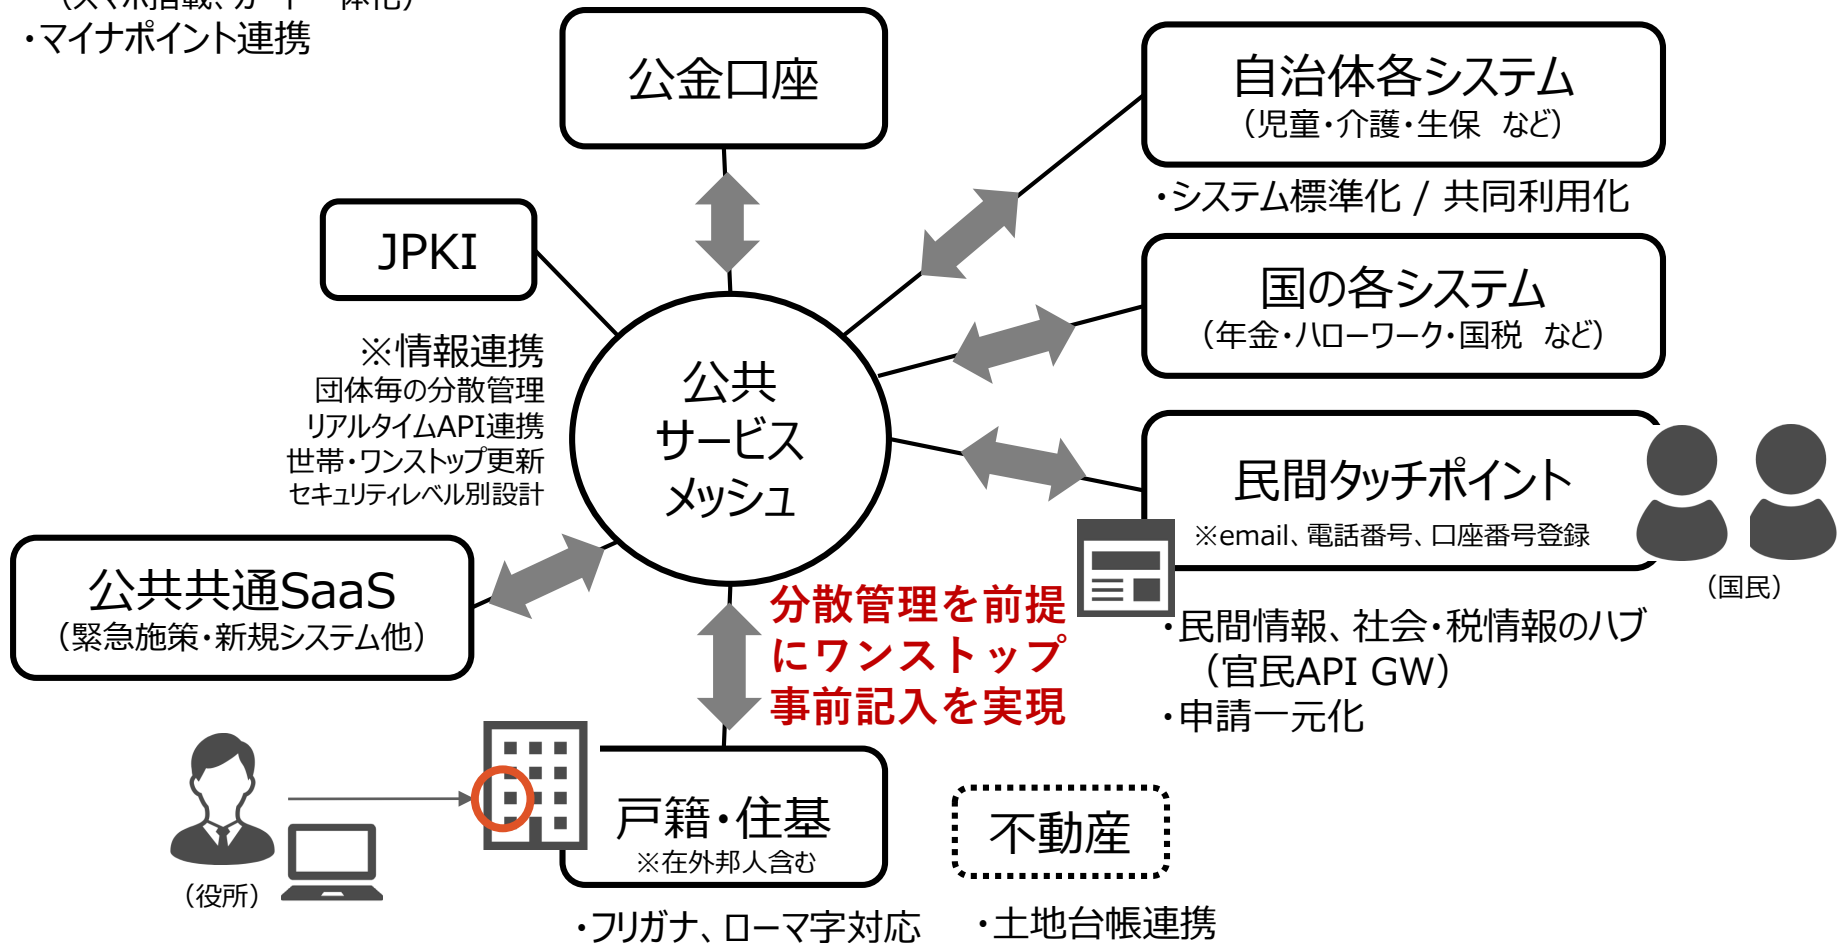 （スマホ搭載、カード一体化）
・マイナポイント連携
公金口座
自治体各システム
（児童・介護・生保　など）
・システム標準化 / 共同利用化
JPKI
国の各システム
（年金・ハローワーク・国税　など）
※情報連携
団体毎の分散管理
リアルタイムAPI連携
世帯・ワンストップ更新
セキュリティレベル別設計
公共
サービス
メッシュ
民間タッチポイント
※email、電話番号、口座番号登録
（国民）
・民間情報、社会・税情報のハブ
（官民API GW）
・申請一元化
公共共通SaaS
（緊急施策・新規システム他）
分散管理を前提
にワンストップ
事前記入を実現
（役所）
戸籍・住基
※在外邦人含む
・フリガナ、ローマ字対応
不動産
・土地台帳連携